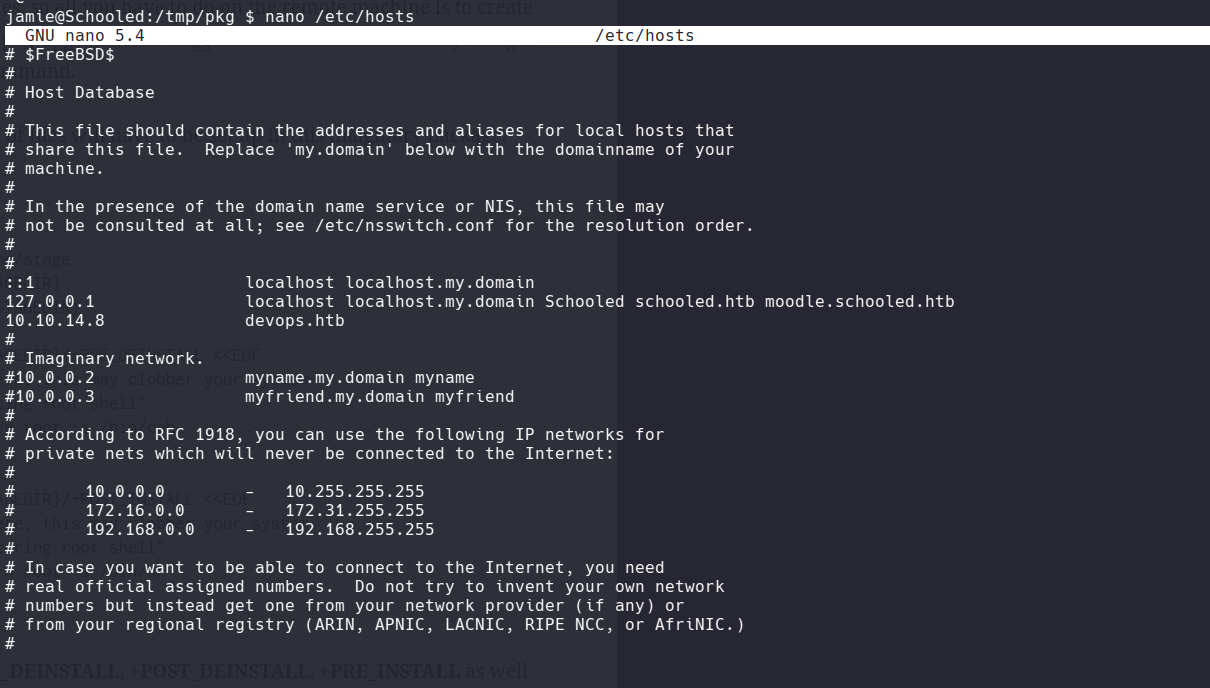 jamie@Schooled:/tmp/pkg $ nano /etc/hosts
GNU nano 5.4 /etc/hosts
# $FreeBSD$
#
# Host Database
#
# This file should contain the addresses and aliases for local hosts that
# share this file.  Replace 'my.domain' below with the domainname of your
# machine.
#
# In the presence of the domain name service or NIS, this file may
# not be consulted at all; see /etc/nsswitch.conf for the resolution order.
#
#
::1                     localhost localhost.my.domain
127.0.0.1               localhost localhost.my.domain Schooled schooled.htb moodle.schooled.htb
10.10.14.8              devops.htb
#
# Imaginary network.
#10.0.0.2               myname.my.domain myname
#10.0.0.3               myfriend.my.domain myfriend
#
# According to RFC 1918, you can use the following IP networks for
# private nets which will never be connected to the Internet:
#
#       10.0.0.0        -   10.255.255.255
#       172.16.0.0      -   172.31.255.255
#       192.168.0.0     -   192.168.255.255
#
# In case you want to be able to connect to the Internet, you need
# real official assigned numbers.  Do not try to invent your own network
# numbers but instead get one from your network provider (if any) or
# from your regional registry (ARIN, APNIC, LACNIC, RIPE NCC, or AfriNIC.)
#
_DEINSTALL, +POST_DEINSTALL, +PRE_INSTALL as well